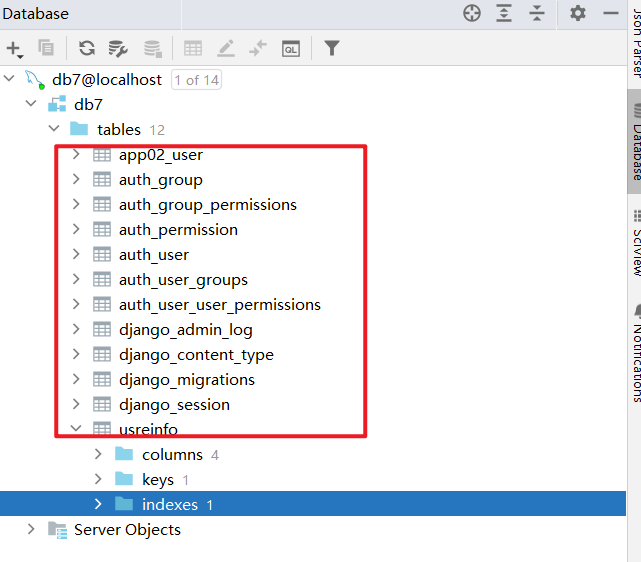 Database
QL
db7@localhost 1 of 14
db7
tables 12
app02_user
auth_group
auth_group_permissions
auth_permission
auth_user
auth_user_groups
auth_user_user_permissions
django_admin_log
django_content_type
django_migrations
django_session
usreinfo
columns 4
keys 1
indexes 1
Server Objects
Json Parser
Database
SciView
Notifications